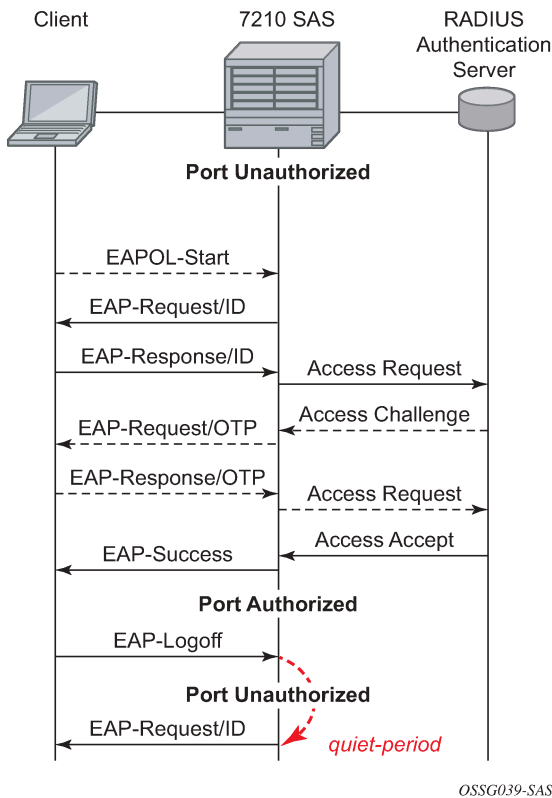 Client
7210 SAS
RADIUS
Authentication
Server
Port Unauthorized
EAPOL-Start
EAP-Request/ID
EAP-Response/ID
Access Request
Access Challenge
EAP-Request/OTP
EAP-Response/OTP
Access Request
Access Accept
EAP-Success
Port Authorized
EAP-Logoff
Port Unauthorized
EAP-Request/ID
quiet-period
OSSG039-SAS